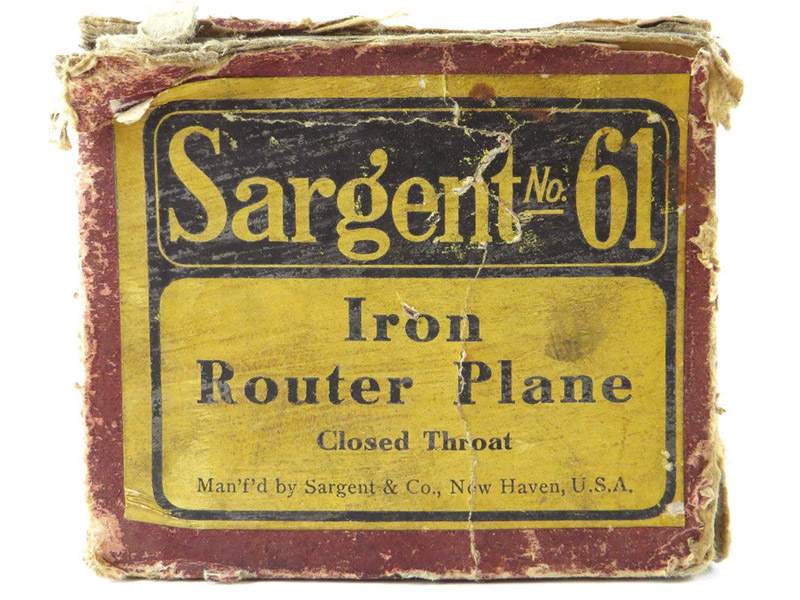 Sargent No. 61
Iron
Router Plane
Closed Throat
Man'f'd by Sargent & Co., New Haven, U.S.A.